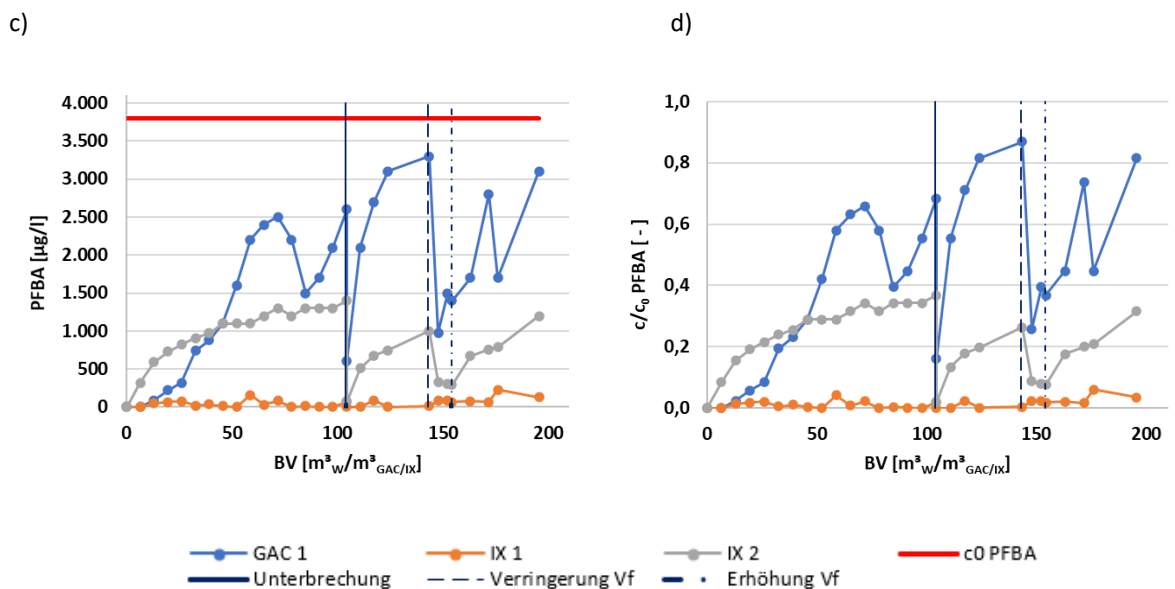 c)
d)
PFBA [µg/l]
4.000
3.500
3.000
2.500
2.000
1.500
1.000
500
0
0
50
100
150
200
BV [m³W/m³GAC/IX]
c/c0 PFBA [ - ]
1,0
0,8
0,6
0,4
0,2
0,0
0
50
100
150
200
BV [m³W/m³GAC/IX]
GAC 1
IX 1
IX 2
c0 PFBA
Unterbrechung
Verringerung Vf
Erhöhung Vf